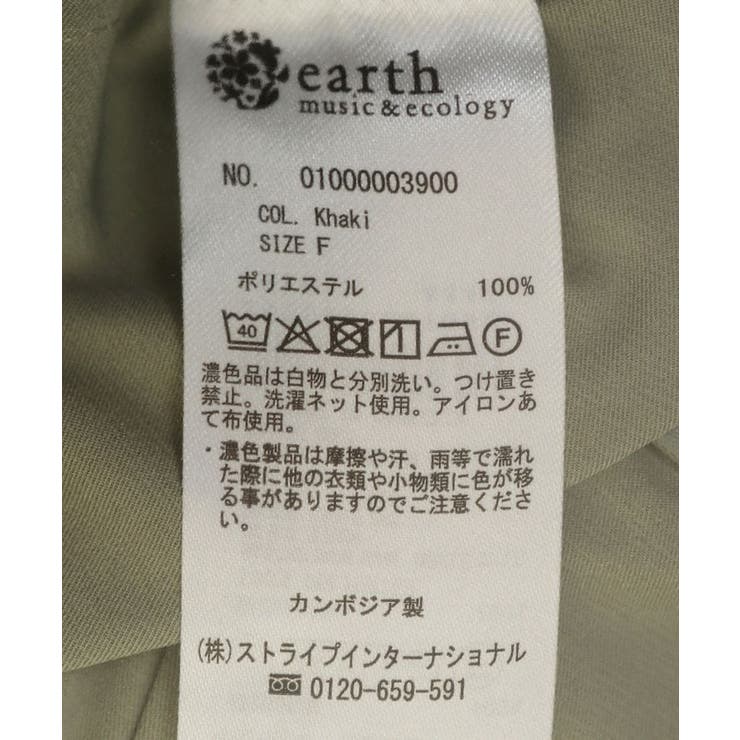 earth
music&ecology
NO. 01000003900
COL. Khaki
SIZE F
ポリエステル 100%
40 F
濃色品は白物と分別洗い。つけ置き
禁止。洗濯ネット使用。アイロンあ
て布使用。
・濃色製品は摩擦や汗、雨等で濡れ
た際に他の衣類や小物類に色が移
る事がありますのでご注意くださ
い。
カンボジア製
(株)ストライプインターナショナル
0120-659-591